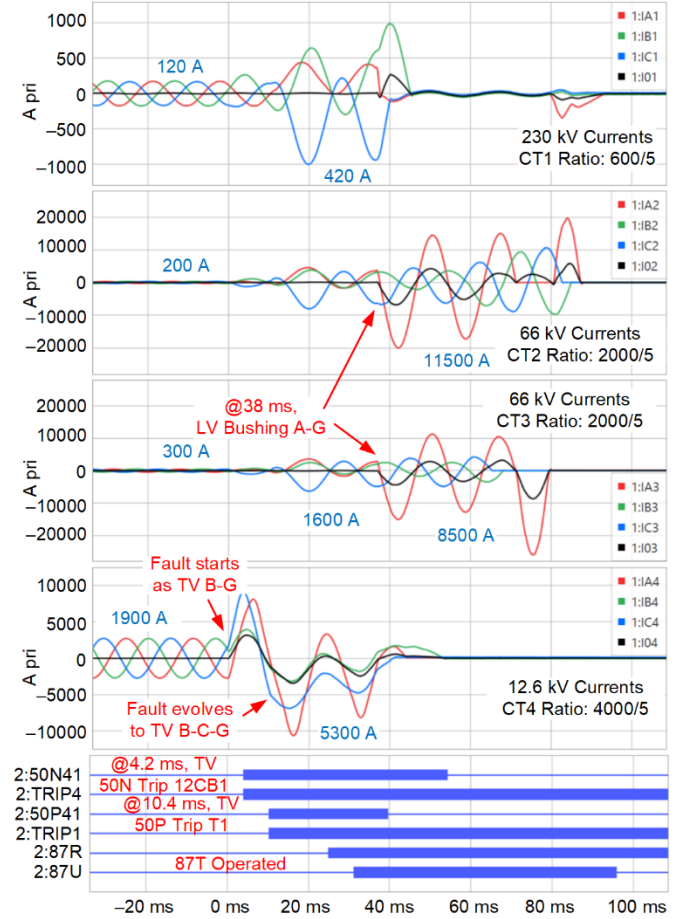 1000
500
0
−500
−1000
A pri
120 A
420 A
1:IA1
1:IB1
1:IC1
1:I01
230 kV Currents
CT1 Ratio: 600/5
20000
10000
0
−10000
−20000
A pri
200 A
11500 A
1:IA2
1:IB2
1:IC2
1:I02
66 kV Currents
CT2 Ratio: 2000/5
@38 ms,
LV Bushing A-G
20000
10000
0
−10000
−20000
A pri
300 A
1600 A
8500 A
66 kV Currents
CT3 Ratio: 2000/5
1:IA3
1:IB3
1:IC3
1:I03
Fault starts
as TV B-G
10000
5000
0
−5000
−10000
A pri
1900 A
Fault evolves
to TV B-C-G
5300 A
1:IA4
1:IB4
1:IC4
1:I04
12.6 kV Currents
CT4 Ratio: 4000/5
2:50N41
@4.2 ms, TV
2:TRIP4
50N Trip 12CB1
2:50P41
@10.4 ms, TV
2:TRIP1
50P Trip T1
2:87R
2:87U
87T Operated
−20 ms
0 ms
20 ms
40 ms
60 ms
80 ms
100 ms